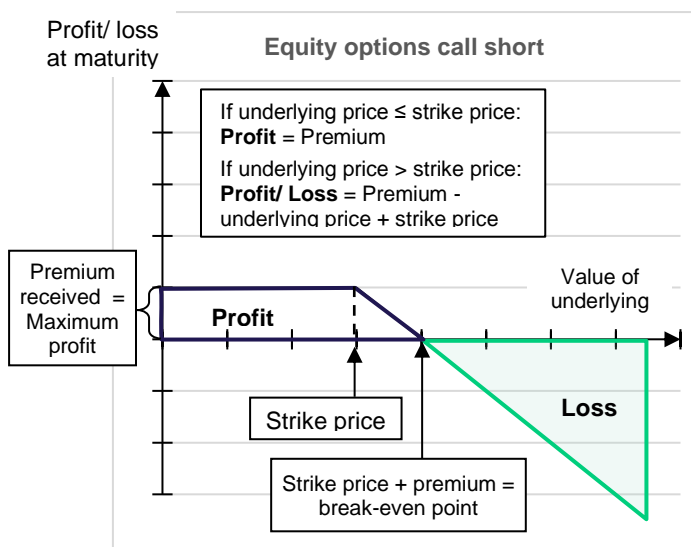 Profit/ loss
at maturity
Equity options call short
If underlying price ≤ strike price:
Profit = Premium
If underlying price > strike price:
Profit/ Loss = Premium -
underlying price + strike price
Premium
received =
Maximum
profit
Profit
Value of
underlying
Strike price
Loss
Strike price + premium =
break-even point